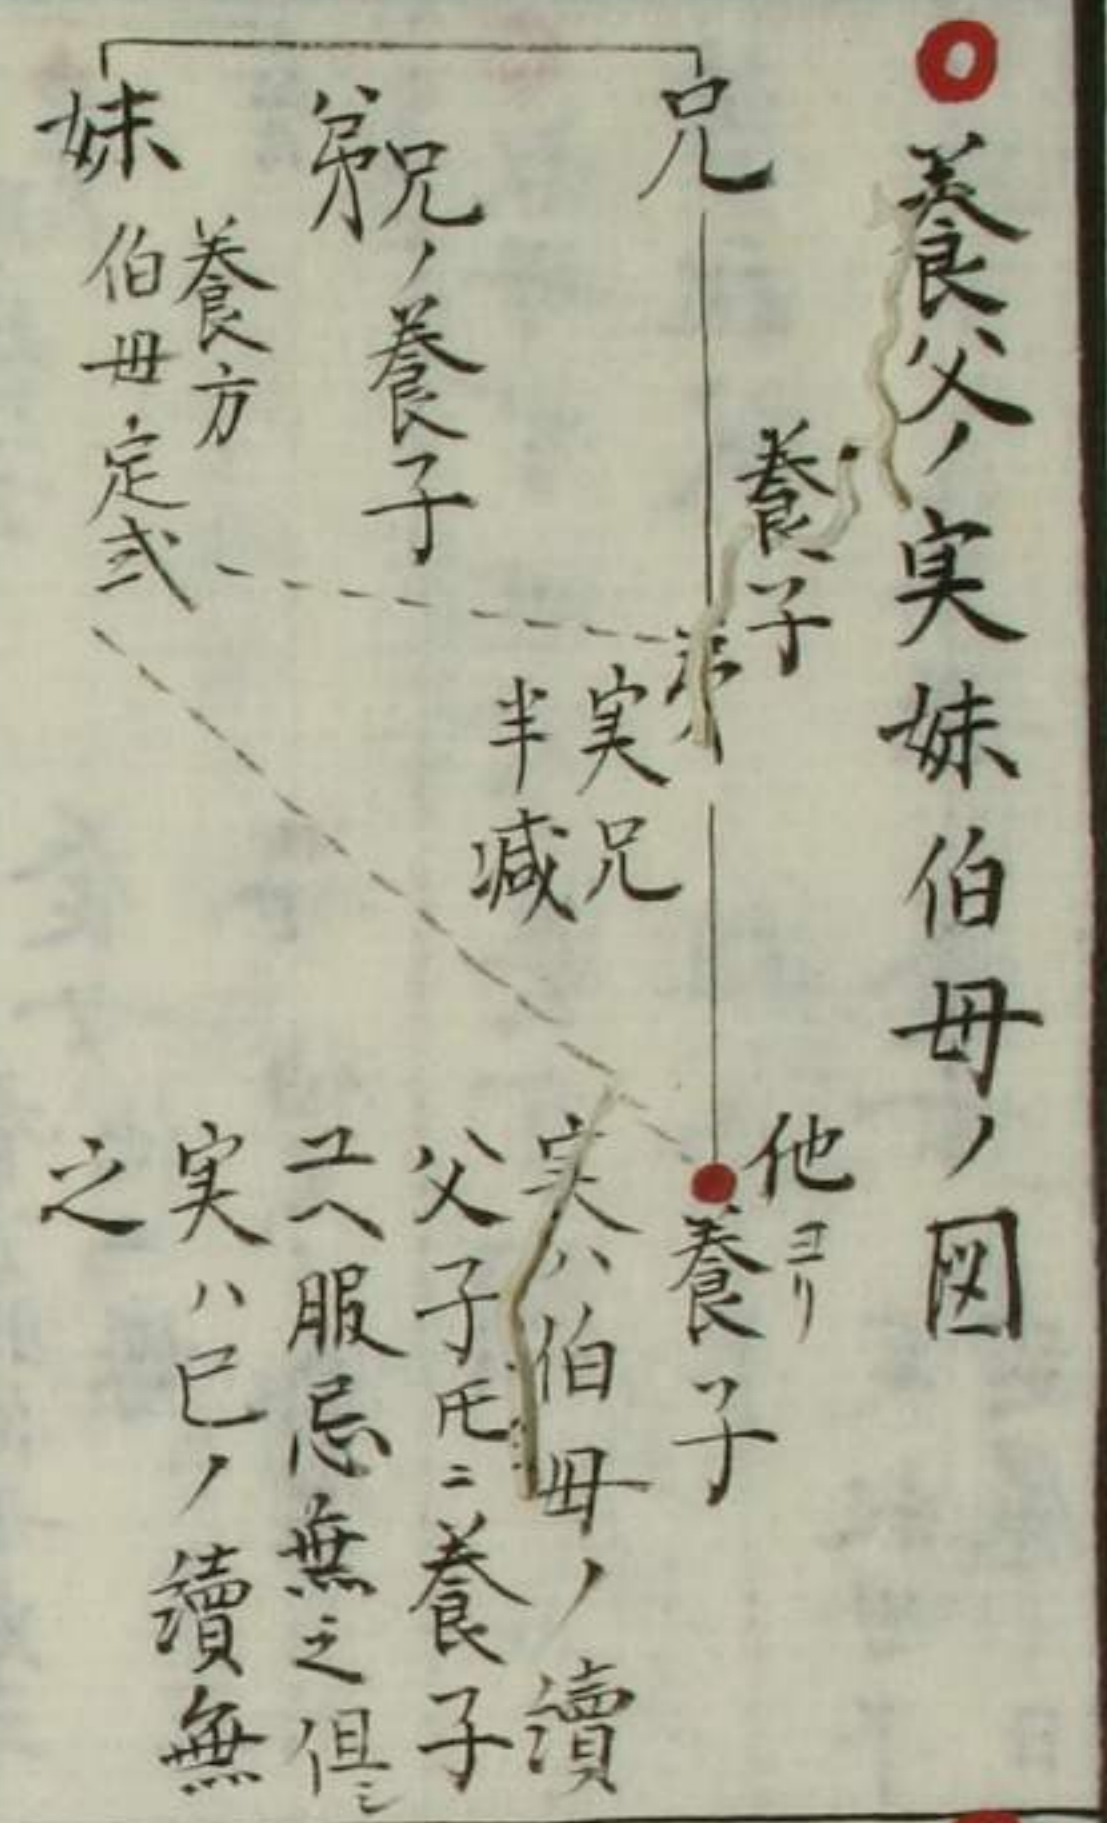 養父ノ実妹伯母ノ図
兄
養子
弟
実兄
半減
他ヨリ
養子
弟兄ノ養子
妹
養方
伯母定式
実ハ伯母ノ續
父子𪜈ニ養子
ユヘ服忌無之但シ
実ハ已ノ續無
之